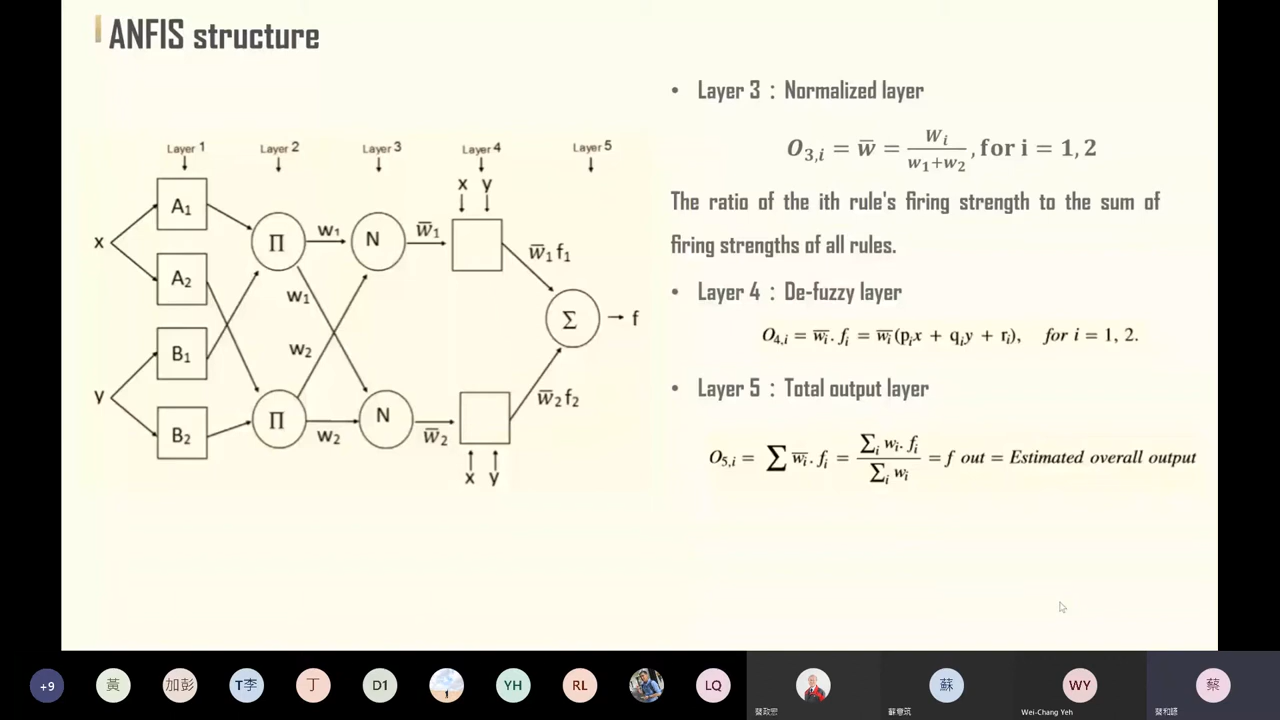 ANFIS structure
Layer 1
Layer 2
Layer 3
Layer 4
Layer 5
x y
A₁
A₂
B₁
B₂
x
y
Π
Π
w₁
w₁
w₂
w₂
N
N
w̅₁
w̅₂
w̅₁ f₁
w̅₂ f₂
x y
Σ
f
• Layer 3：Normalized layer
O₃,ᵢ = w̅ = Wᵢ / (w₁+w₂), for i = 1, 2
The ratio of the ith rule's firing strength to the sum of
firing strengths of all rules.
• Layer 4：De-fuzzy layer
O₄,ᵢ = w̅ᵢ. fᵢ = w̅ᵢ(pᵢx + qᵢy + rᵢ), for i = 1, 2.
• Layer 5：Total output layer
O₅,ᵢ = ∑ w̅ᵢ. fᵢ = ∑ᵢ wᵢ. fᵢ / ∑ᵢ wᵢ = f out = Estimated overall output
+9
黃
加彭
T李
丁
D1
1
YH
RL
LQ
蘇
WY
Wei-Chang Yeh
蔡